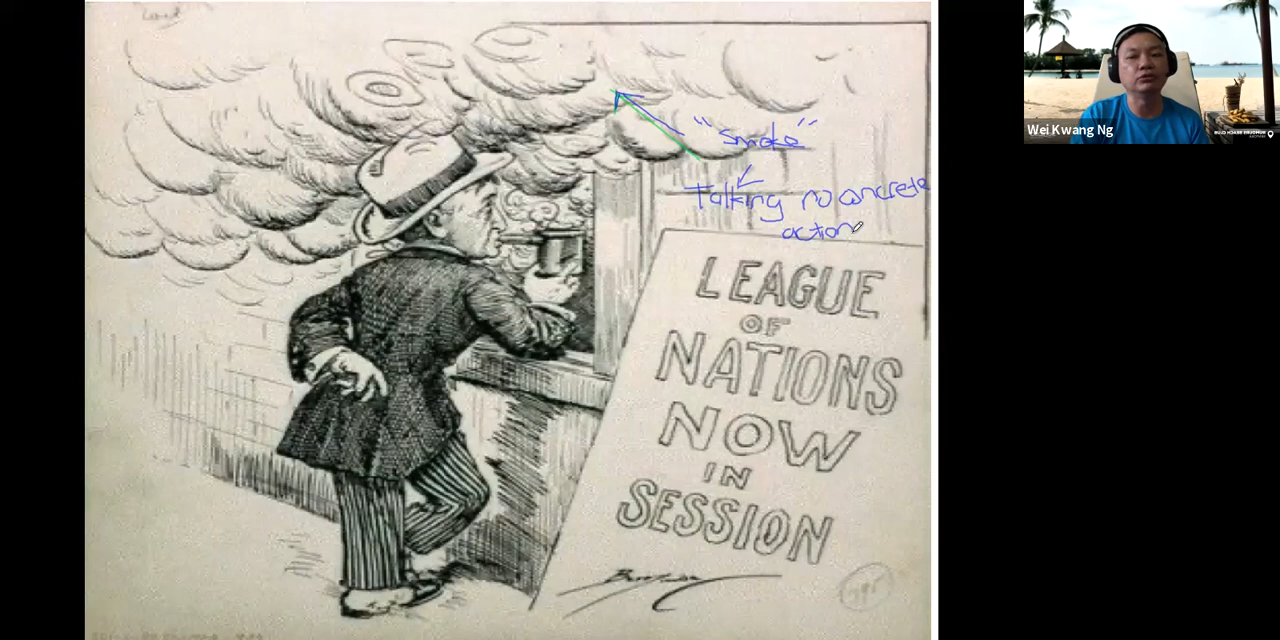 "smoke"
Talking no concrete
action
LEAGUE
OF
NATIONS
NOW
IN
SESSION
Wei Kwang Ng